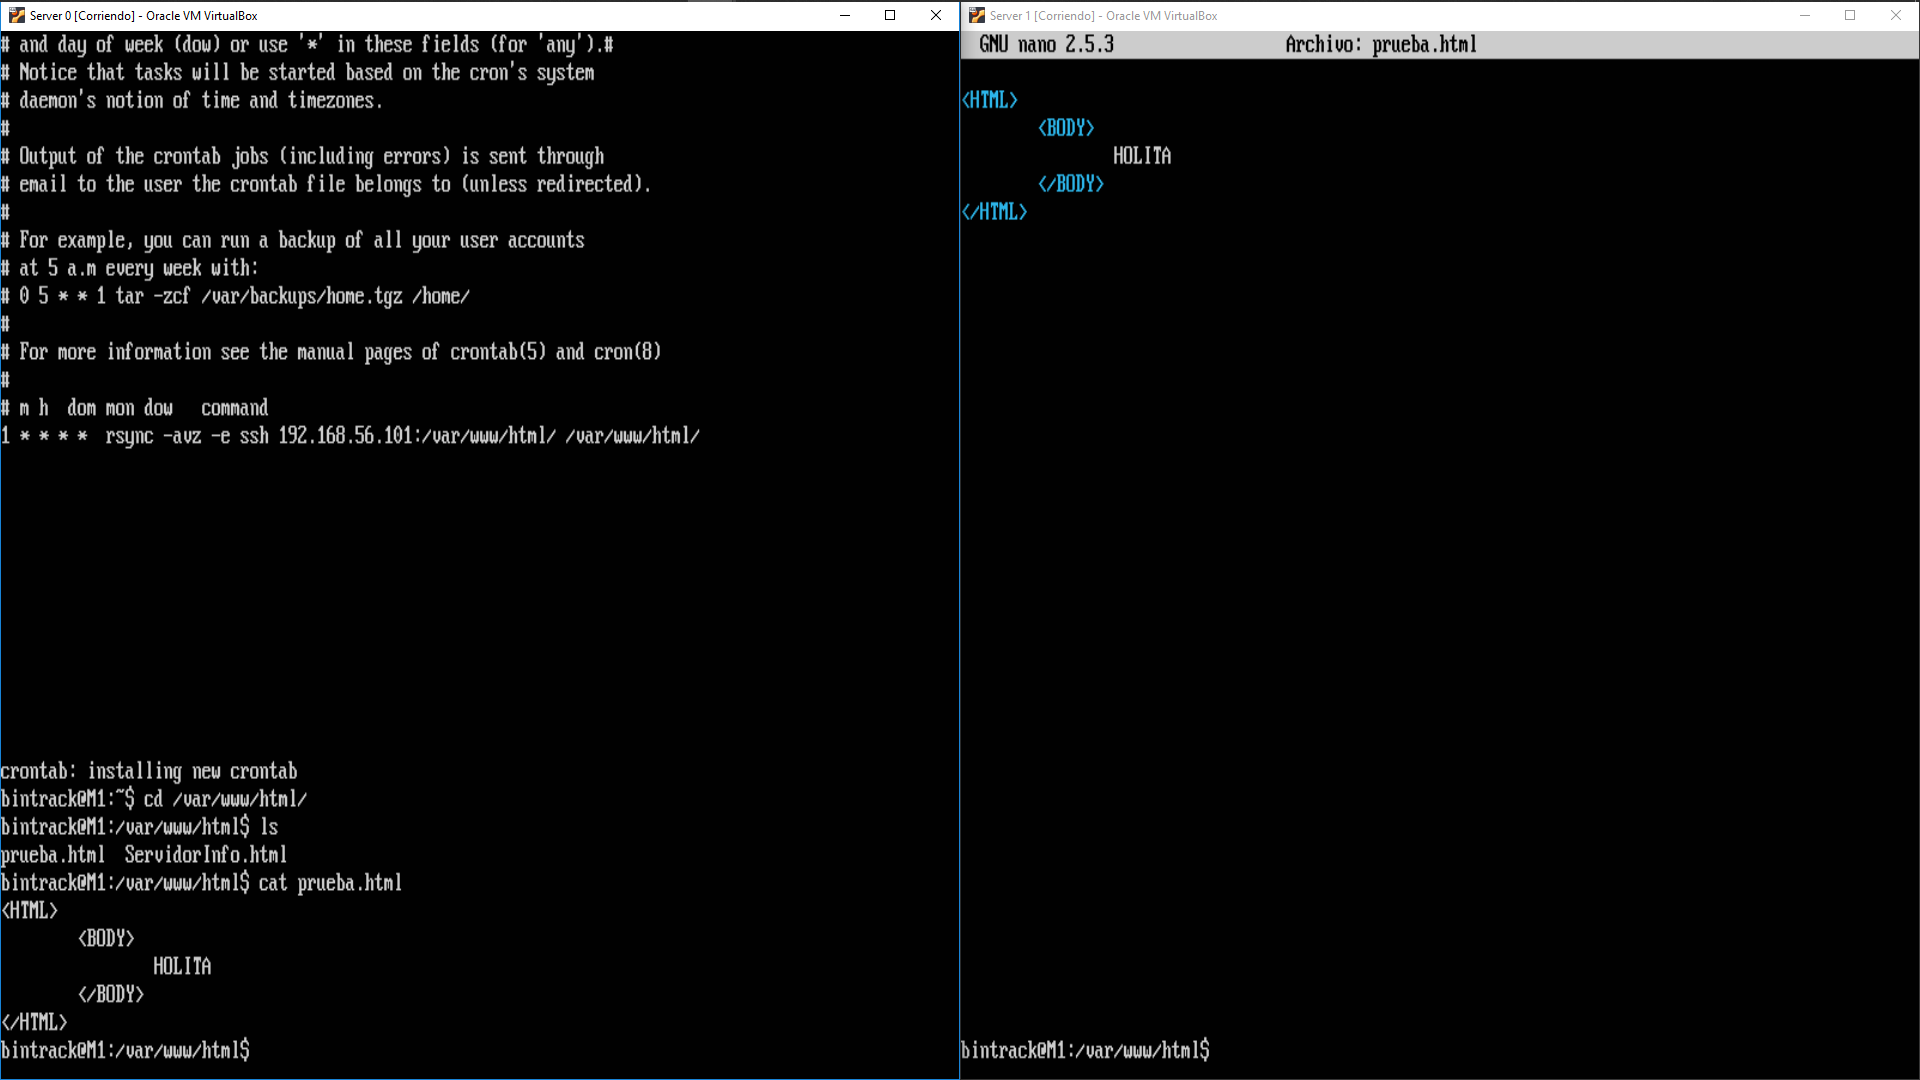 Server 0 [Corriendo] - Oracle VM VirtualBox
# and day of week (dow) or use '*' in these fields (for 'any').#
# Notice that tasks will be started based on the cron's system
# daemon's notion of time and timezones.
#
# Output of the crontab jobs (including errors) is sent through
# email to the user the crontab file belongs to (unless redirected).
#
# For example, you can run a backup of all your user accounts
# at 5 a.m every week with:
# 0 5 * * 1 tar -zcf /var/backups/home.tgz /home/
#
# For more information see the manual pages of crontab(5) and cron(8)
#
# m h  dom mon dow   command
1 * * * *  rsync -avz -e ssh 192.168.56.101:/var/www/html/ /var/www/html/
crontab: installing new crontab
bintrack@M1:~$ cd /var/www/html/
bintrack@M1:/var/www/html$ ls
prueba.html  ServidorInfo.html
bintrack@M1:/var/www/html$ cat prueba.html
<HTML>
        <BODY>
                HOLITA
        </BODY>
</HTML>
bintrack@M1:/var/www/html$
Server 1 [Corriendo] - Oracle VM VirtualBox
GNU nano 2.5.3                  Archivo: prueba.html
<HTML>
        <BODY>
                HOLITA
        </BODY>
</HTML>
bintrack@M1:/var/www/html$